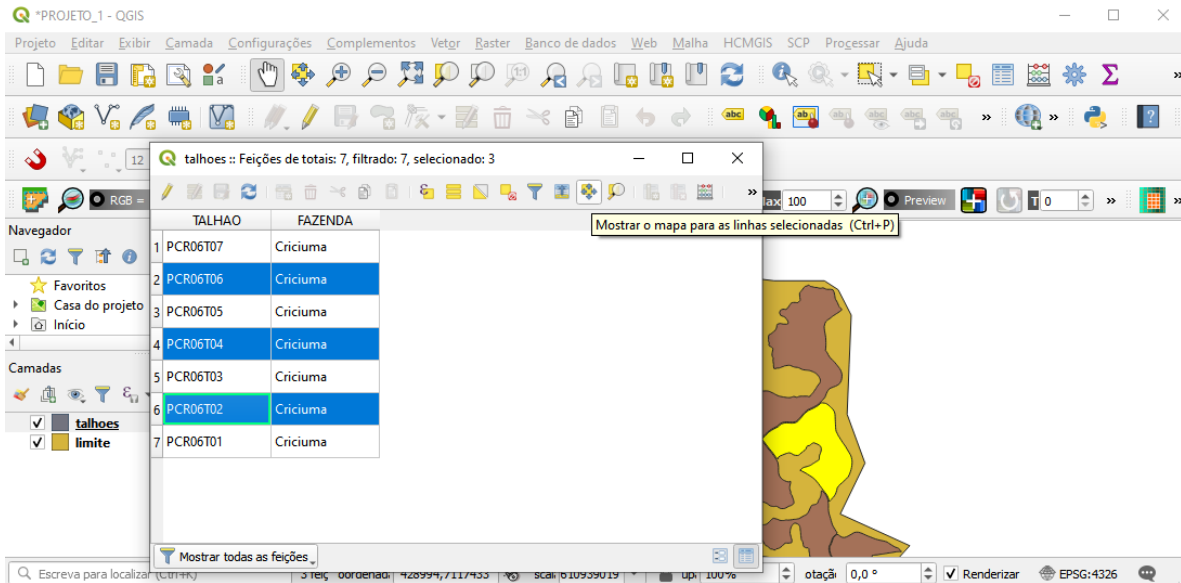 *PROJETO_1 - QGIS
Projeto Editar Exibir Camada Configurações Complementos Vetor Raster Banco de dados Web Malha HCMGIS SCP Processar Ajuda
12
talhoes :: Feições de totais: 7, filtrado: 7, selecionado: 3
RGB =
100
Preview
T 0
TALHAO FAZENDA
Mostrar o mapa para as linhas selecionadas (Ctrl+P)
1 PCR06T07 Criciuma
2 PCR06T06 Criciuma
3 PCR06T05 Criciuma
4 PCR06T04 Criciuma
5 PCR06T03 Criciuma
6 PCR06T02 Criciuma
7 PCR06T01 Criciuma
Navegador
Favoritos
Casa do projeto
Início
Camadas
talhoes
limite
Mostrar todas as feições
Escreva para localizar (Ctrl+K)
428994,7117433
100%
otaçã 0,0 °
Renderizar
EPSG:4326